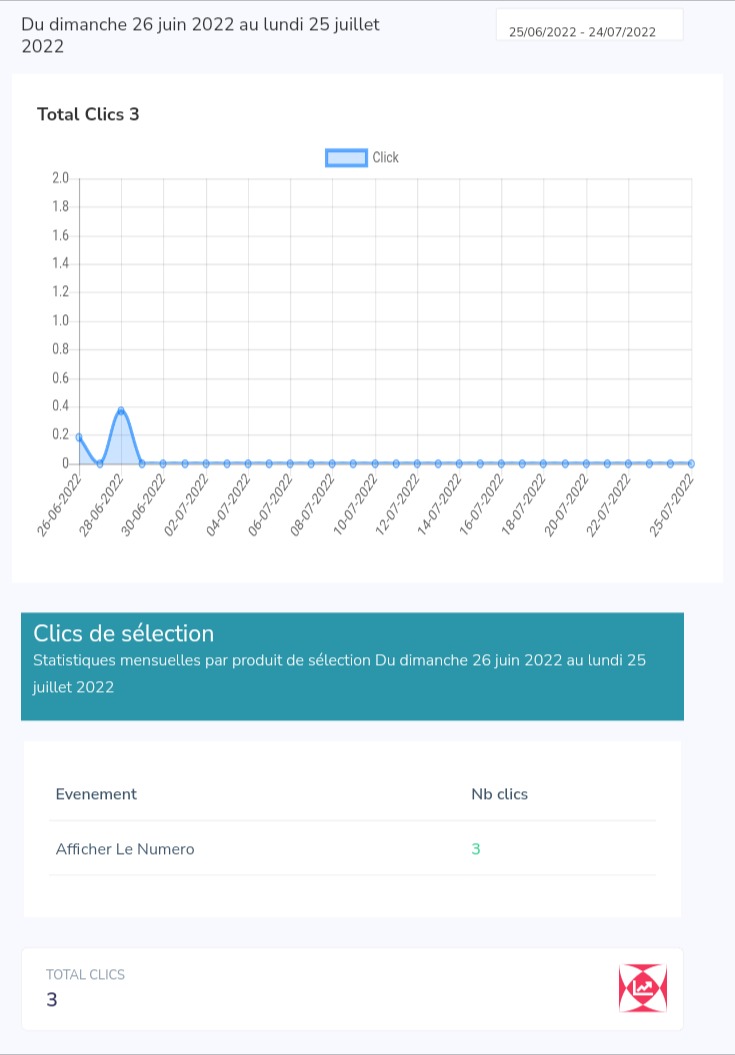 Du dimanche 26 juin 2022 au lundi 25 juillet
2022
25/06/2022 - 24/07/2022
Total Clics 3
Click
2.0
1.8
1.6
1.4
1.2
1.0
0.8
0.6
0.4
0.2
0
26-06-2022
28-06-2022
30-06-2022
02-07-2022
04-07-2022
06-07-2022
08-07-2022
10-07-2022
12-07-2022
14-07-2022
16-07-2022
18-07-2022
20-07-2022
22-07-2022
25-07-2022
Clics de sélection
Statistiques mensuelles par produit de sélection Du dimanche 26 juin 2022 au lundi 25
juillet 2022
Evenement Nb clics
Afficher Le Numero 3
TOTAL CLICS
3